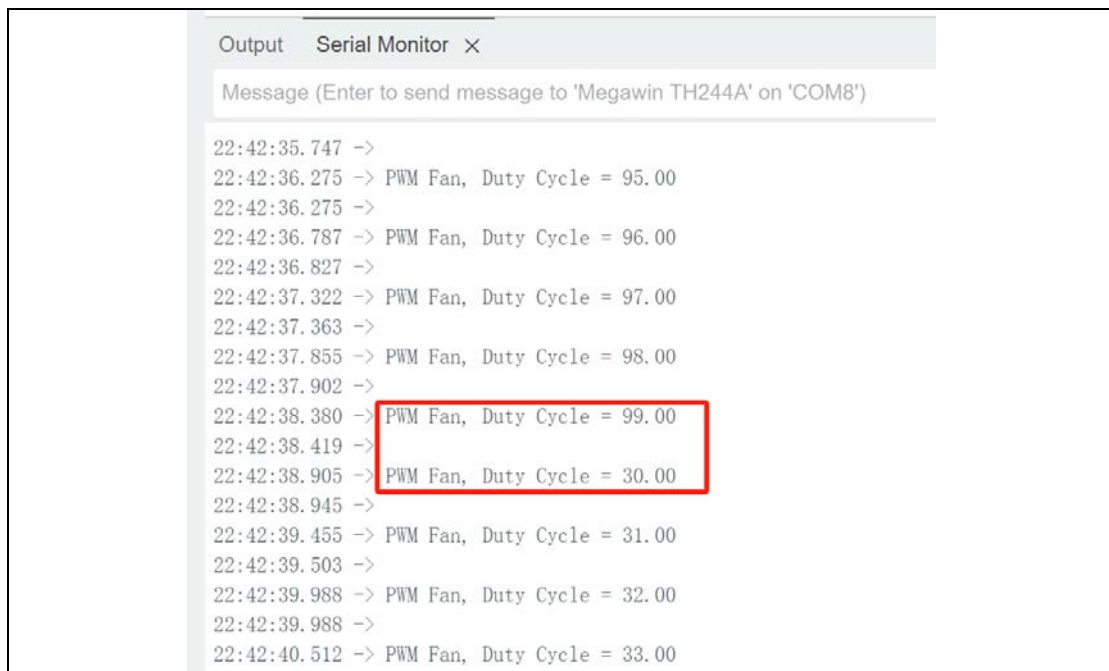 Output Serial Monitor ×
Message (Enter to send message to 'Megawin TH244A' on 'COM8')
22:42:35.747 ->
22:42:36.275 -> PWM Fan, Duty Cycle = 95.00
22:42:36.275 ->
22:42:36.787 -> PWM Fan, Duty Cycle = 96.00
22:42:36.827 ->
22:42:37.322 -> PWM Fan, Duty Cycle = 97.00
22:42:37.363 ->
22:42:37.855 -> PWM Fan, Duty Cycle = 98.00
22:42:37.902 ->
22:42:38.380 -> PWM Fan, Duty Cycle = 99.00
22:42:38.419 ->
22:42:38.905 -> PWM Fan, Duty Cycle = 30.00
22:42:38.945 ->
22:42:39.455 -> PWM Fan, Duty Cycle = 31.00
22:42:39.503 ->
22:42:39.988 -> PWM Fan, Duty Cycle = 32.00
22:42:39.988 ->
22:42:40.512 -> PWM Fan, Duty Cycle = 33.00